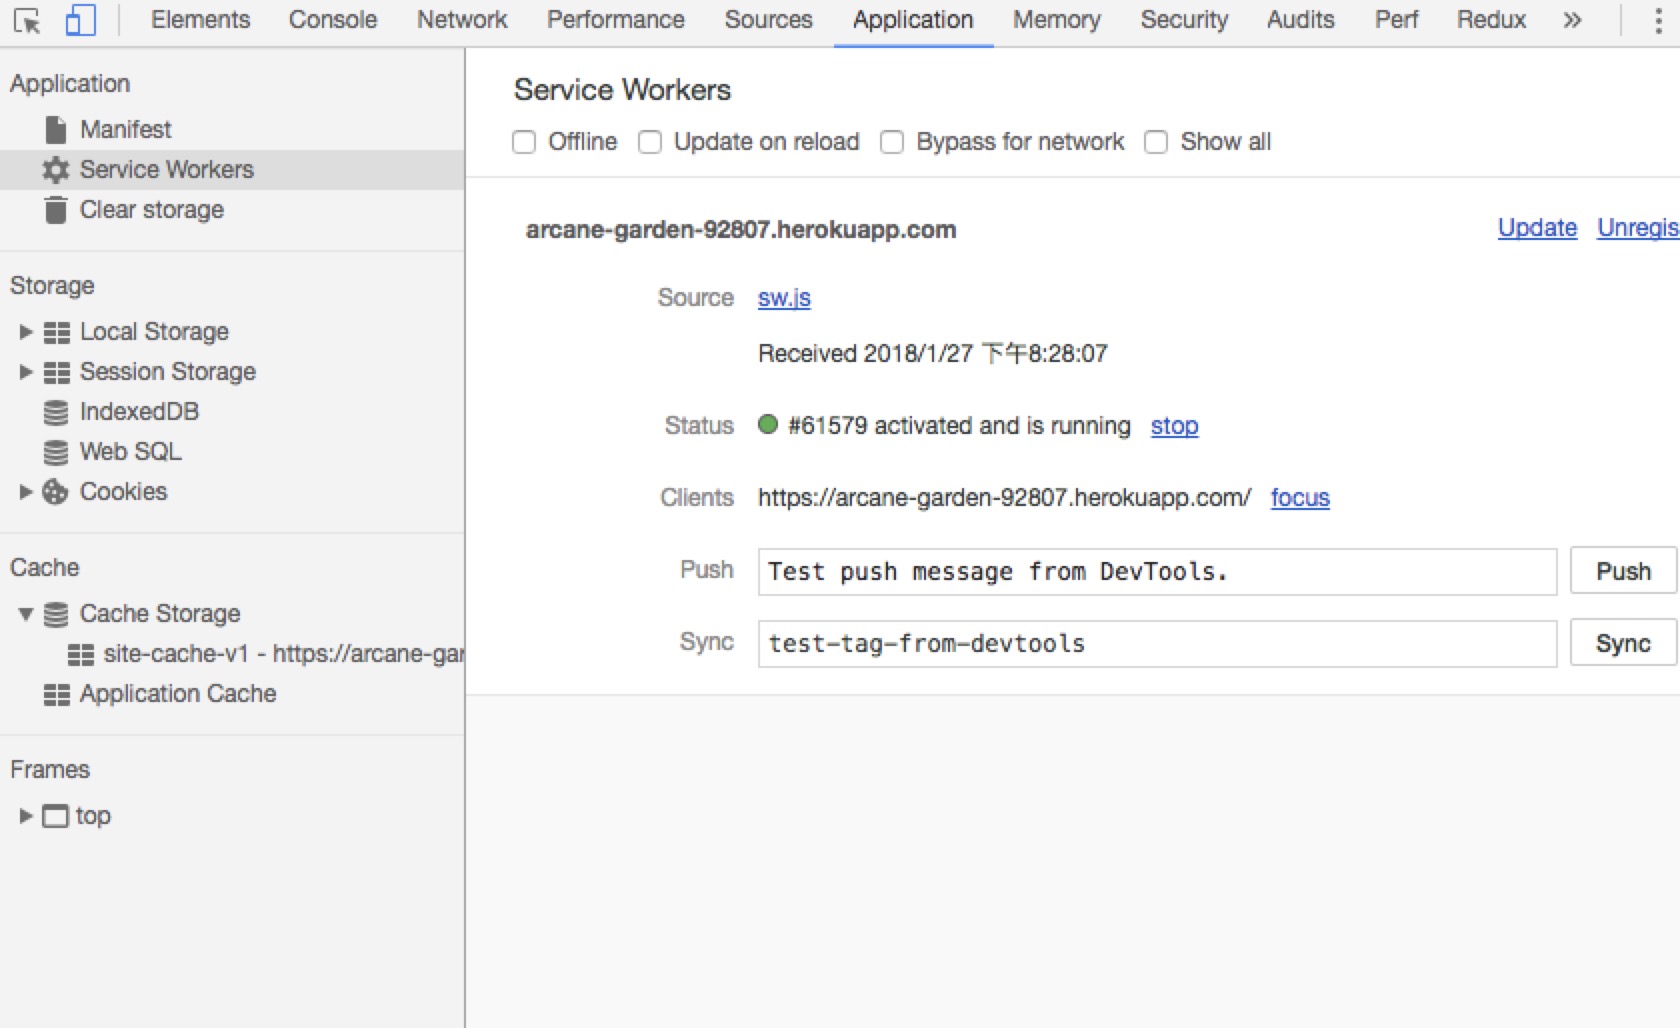 Elements Console Network Performance Sources Application Memory Security Audits Perf Redux »
Application
Manifest
Service Workers
Clear storage
Storage
Local Storage
Session Storage
IndexedDB
Web SQL
Cookies
Cache
Cache Storage
site-cache-v1 - https://arcane-gar
Application Cache
Frames
top
Service Workers
Offline Update on reload Bypass for network Show all
arcane-garden-92807.herokuapp.com Update Unregis
Source sw.js
Received 2018/1/27 下午8:28:07
Status #61579 activated and is running stop
Clients https://arcane-garden-92807.herokuapp.com/ focus
Push Test push message from DevTools. Push
Sync test-tag-from-devtools Sync